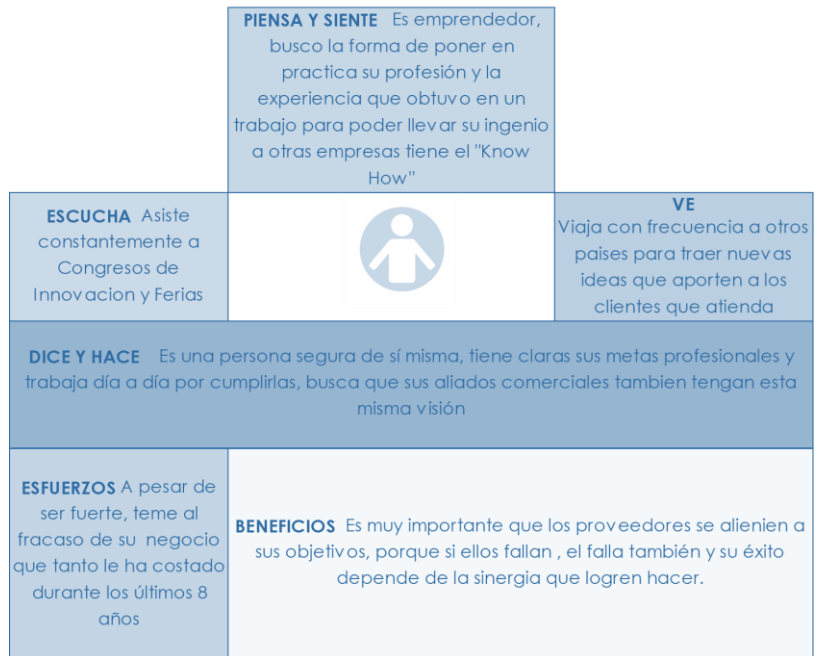 PIENSA Y SIENTE Es emprendedor,
busco la forma de poner en
practica su profesión y la
experiencia que obtuvo en un
trabajo para poder llevar su ingenio
a otras empresas tiene el "Know
How"
ESCUCHA Asiste
constantemente a
Congresos de
Innovacion y Ferias
VE
Viaja con frecuencia a otros
paises para traer nuevas
ideas que aporten a los
clientes que atienda
DICE Y HACE Es una persona segura de sí misma, tiene claras sus metas profesionales y
trabaja día a día por cumplirlas, busca que sus aliados comerciales tambien tengan esta
misma visión
ESFUERZOS A pesar de
ser fuerte, teme al
fracaso de su negocio
que tanto le ha costado
durante los últimos 8
años
BENEFICIOS Es muy importante que los proveedores se alienien a
sus objetivos, porque si ellos fallan , el falla también y su éxito
depende de la sinergia que logren hacer.